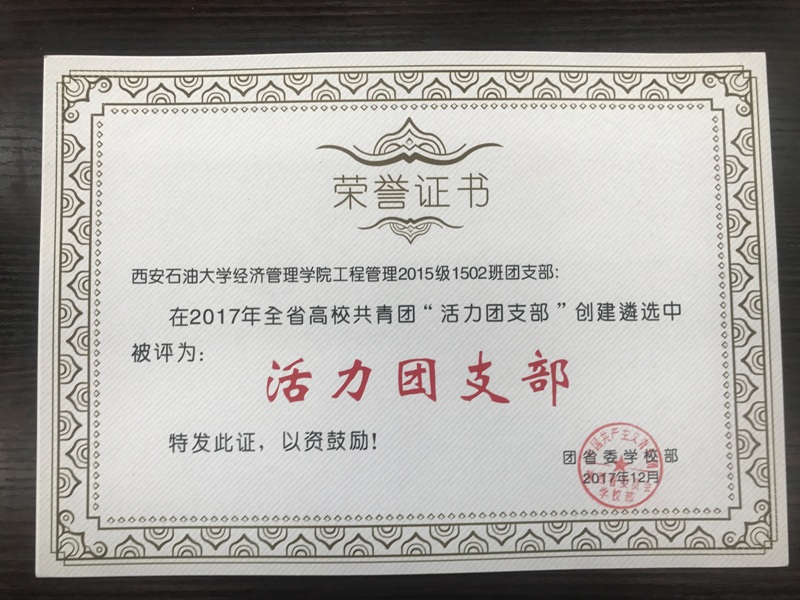 荣誉证书
西安石油大学经济管理学院工程管理2015级1502班团支部：
在2017年全省高校共青团“活力团支部”创建遴选中
被评为：
活力团支部
特发此证，以资鼓励！
团省委学校部
2017年12月
学校部